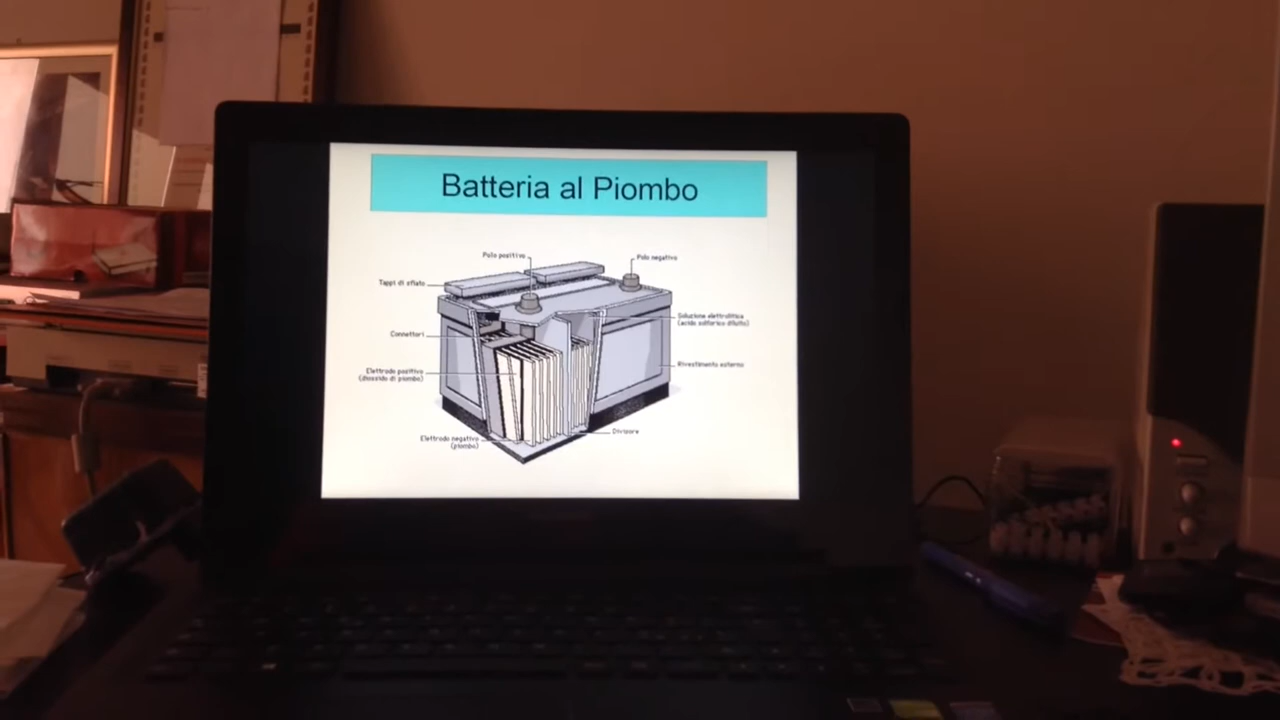 Batteria al Piombo
Polo positivo
Polo negativo
Tappi di sfiato
Soluzione elettrolitica
(acido solforico diluito)
Connettori
Rivestimento esterno
Elettrodo positivo
(diossido di piombo)
Divisore
Elettrodo negativo
(piombo)